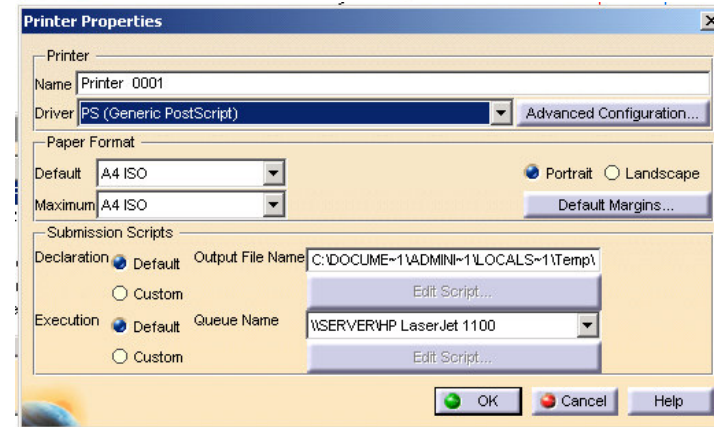 Printer Properties
Printer
Name Printer 0001
Driver PS (Generic PostScript) Advanced Configuration...
Paper Format
Default A4 ISO Portrait Landscape
Maximum A4 ISO Default Margins...
Submission Scripts
Declaration Default Output File Name C:\DOCUME~1\ADMINI~1\LOCALS~1\Temp\
Custom Edit Script...
Execution Default Queue Name \\SERVER\HP LaserJet 1100
Custom Edit Script...
OK Cancel Help